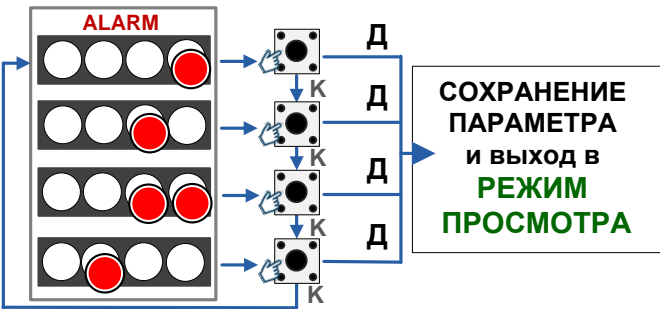 ALARM
Д
К
Д
К
Д
К
Д
К
СОХРАНЕНИЕ
ПАРАМЕТРА
и выход в
РЕЖИМ
ПРОСМОТРА